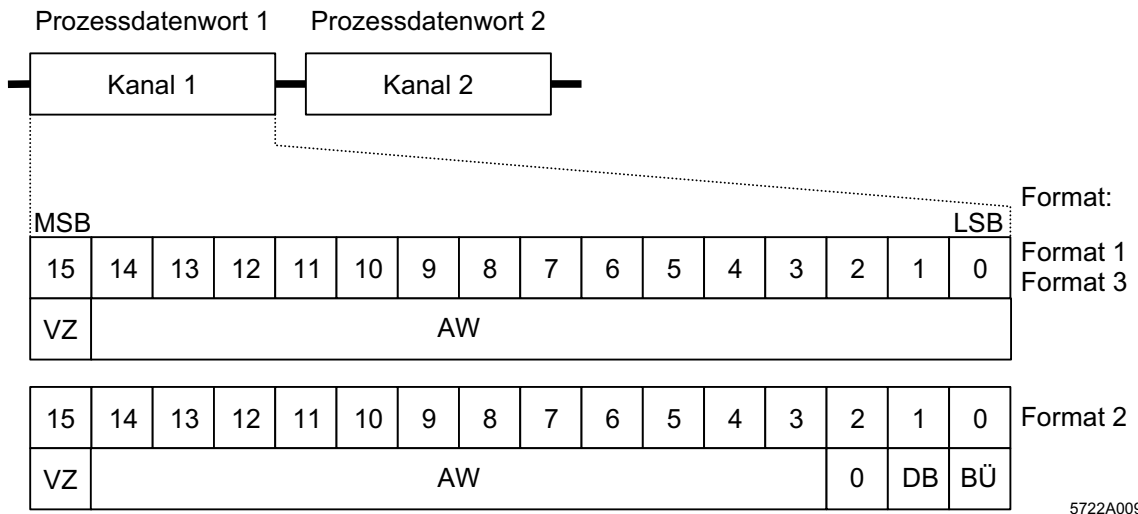 Prozessdatenwort 1 Prozessdatenwort 2
Kanal 1 Kanal 2
Format:
MSB LSB
15 14 13 12 11 10 9 8 7 6 5 4 3 2 1 0 Format 1
Format 3
VZ AW
15 14 13 12 11 10 9 8 7 6 5 4 3 2 1 0 Format 2
VZ AW 0 DB BÜ
5722A009